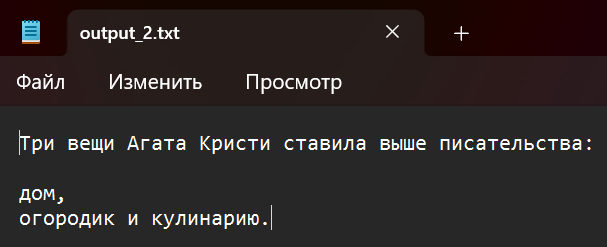 output_2.txt
Файл Изменить Просмотр
Три вещи Агата Кристи ставила выше писательства:
дом,
огородик и кулинарию.